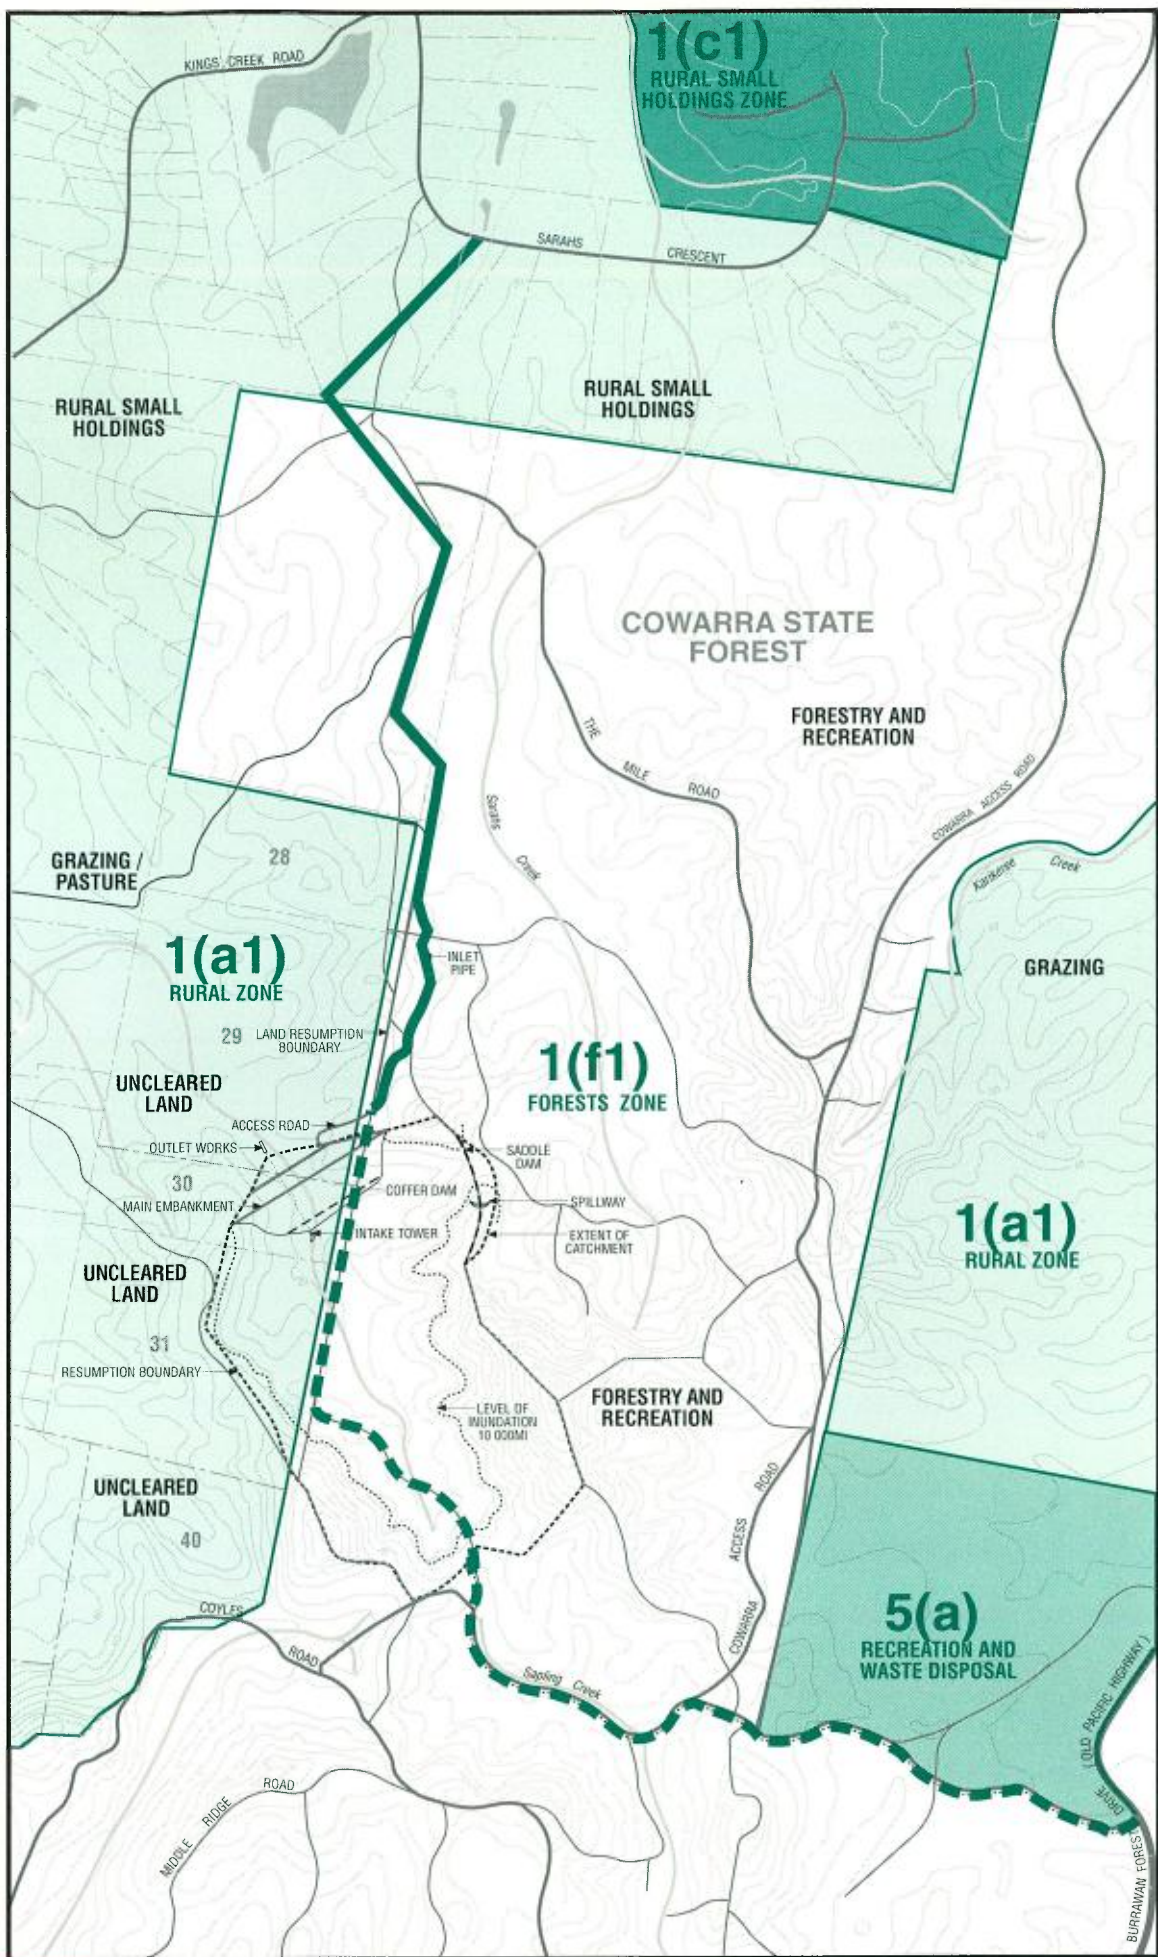 1(c1)
RURAL SMALL
HOLDINGS ZONE
KINGS CREEK ROAD
SARAHS CRESCENT
RURAL SMALL
HOLDINGS
RURAL SMALL
HOLDINGS
COWARRA STATE
FOREST
FORESTRY AND
RECREATION
THE MILE ROAD
COWARRA ACCESS ROAD
Sarahs Creek
Karikeree Creek
GRAZING /
PASTURE
28
1(a1)
RURAL ZONE
INLET
PIPE
GRAZING
29
LAND RESUMPTION
BOUNDARY
1(f1)
FORESTS ZONE
UNCLEARED
LAND
ACCESS ROAD
OUTLET WORKS
SADDLE
DAM
30
COFFER DAM
MAIN EMBANKMENT
SPILLWAY
INTAKE TOWER
EXTENT OF
CATCHMENT
1(a1)
RURAL ZONE
UNCLEARED
LAND
31
RESUMPTION BOUNDARY
LEVEL OF
INUNDATION
10 000Ml
FORESTRY AND
RECREATION
UNCLEARED
LAND
40
COWARRA ACCESS ROAD
COYLES ROAD
5(a)
RECREATION AND
WASTE DISPOSAL
Sapling Creek
MIDDLE RIDGE ROAD
BURRAWAN FOREST DRIVE (OLD PACIFIC HIGHWAY)